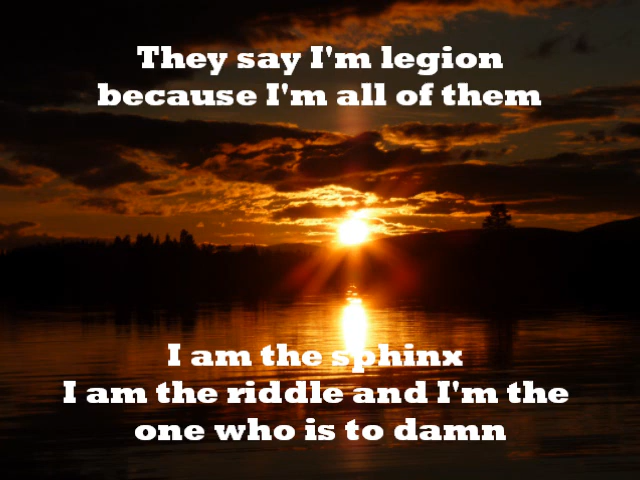 They say I'm legion
because I'm all of them
I am the sphinx
I am the riddle and I'm the
one who is to damn